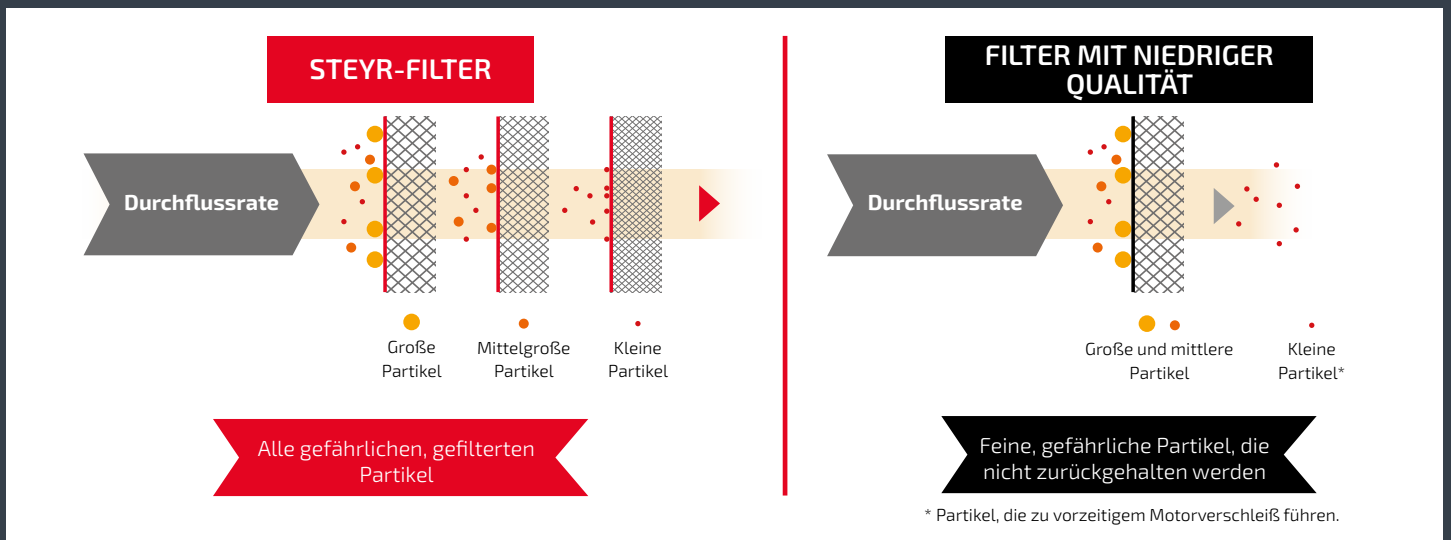 STEYR-FILTER
Durchflussrate
Große
Partikel
Mittelgroße
Partikel
Kleine
Partikel
Alle gefährlichen, gefilterten
Partikel
FILTER MIT NIEDRIGER
QUALITÄT
Durchflussrate
Große und mittlere
Partikel
Kleine
Partikel*
Feine, gefährliche Partikel, die
nicht zurückgehalten werden
* Partikel, die zu vorzeitigem Motorverschleiß führen.